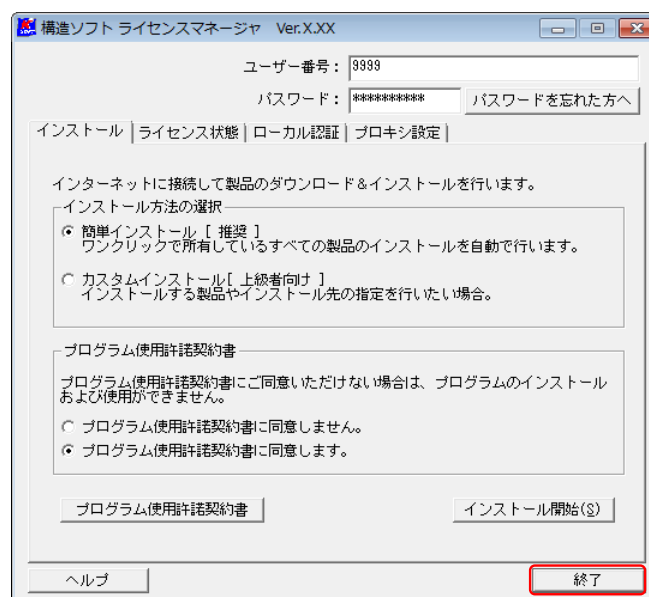 構造ソフト ライセンスマネージャ Ver.X.XX
ユーザー番号： 9999
パスワード： ********** パスワードを忘れた方へ
インストール ライセンス状態 ローカル認証 プロキシ設定
インターネットに接続して製品のダウンロード＆インストールを行います。
インストール方法の選択
簡単インストール [ 推奨 ]
ワンクリックで所有しているすべての製品のインストールを自動で行います。
カスタムインストール[ 上級者向け ]
インストールする製品やインストール先の指定を行いたい場合。
プログラム使用許諾契約書
プログラム使用許諾契約書にご同意いただけない場合は、プログラムのインストール
および使用ができません。
プログラム使用許諾契約書に同意しません。
プログラム使用許諾契約書に同意します。
プログラム使用許諾契約書 インストール開始(S)
ヘルプ 終了